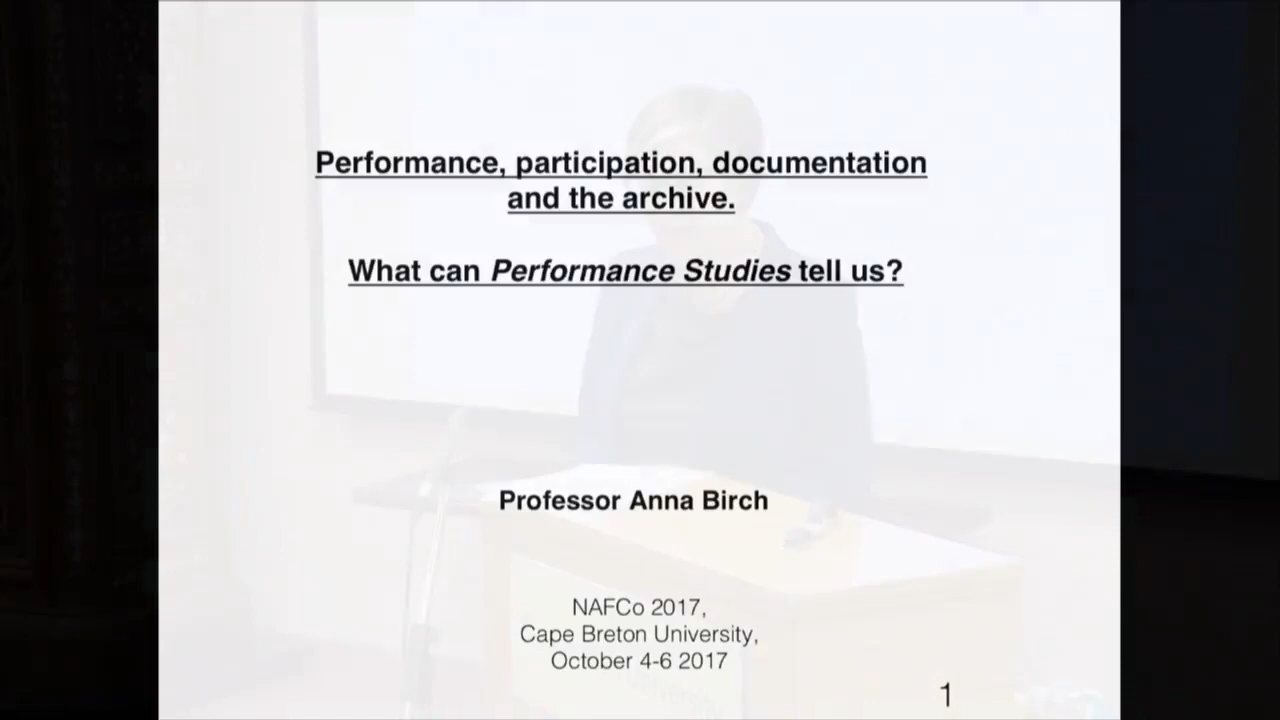 Performance, participation, documentation
and the archive.
What can Performance Studies tell us?
Professor Anna Birch
NAFCo 2017,
Cape Breton University,
October 4-6 2017
1